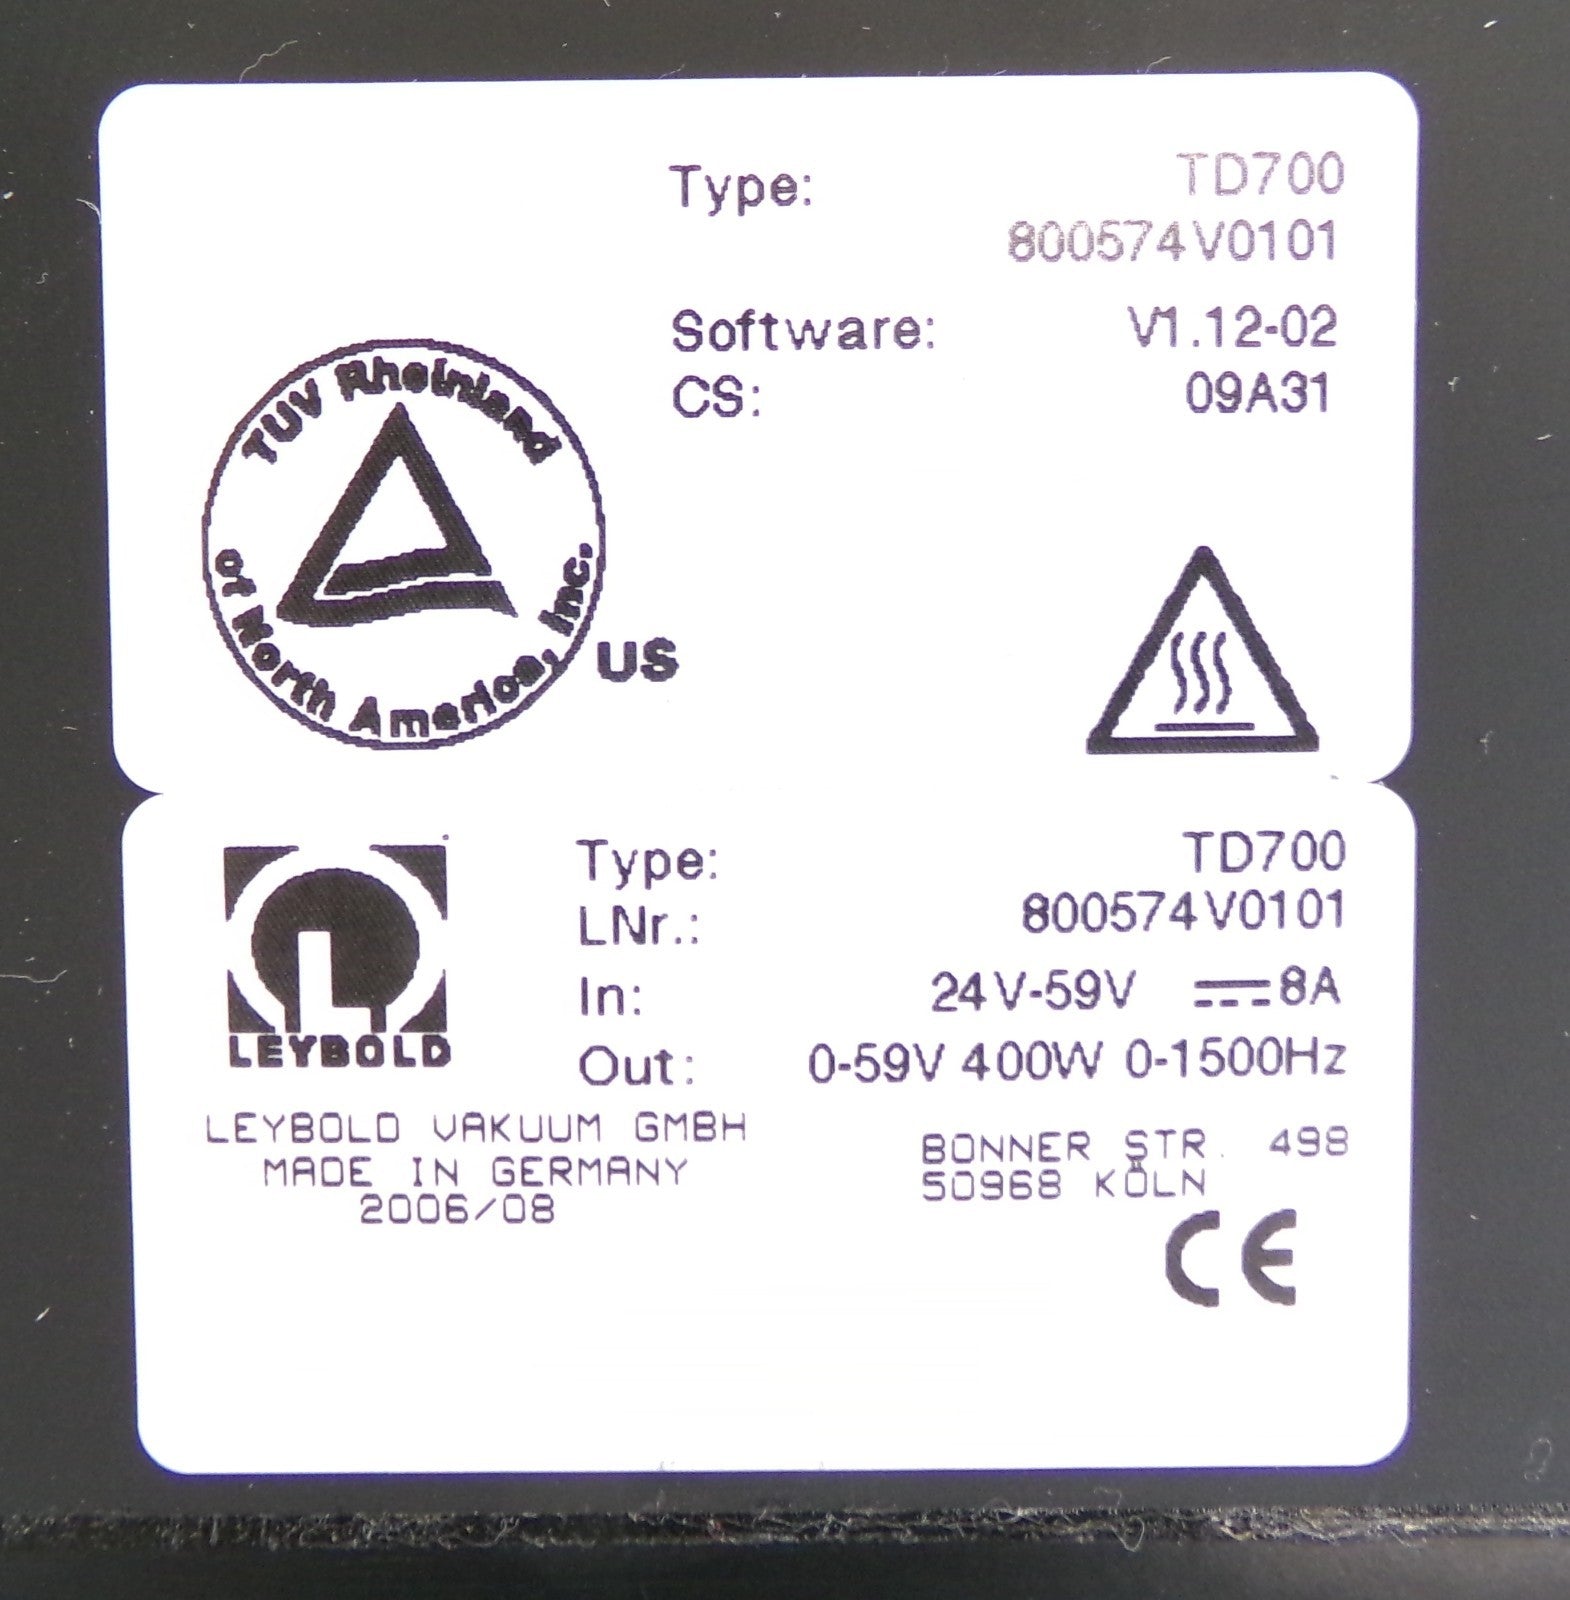 Type: TD700
800574V0101
Software: V1.12-02
CS: 09A31
TUV Rheinland
of North America, Inc.
US
Type: TD700
LNr.: 800574V0101
In: 24V-59V 8A
Out: 0-59V 400W 0-1500Hz
LEYBOLD
LEYBOLD VAKUUM GMBH
MADE IN GERMANY
2006/08
BONNER STR. 498
50968 KÖLN
CE